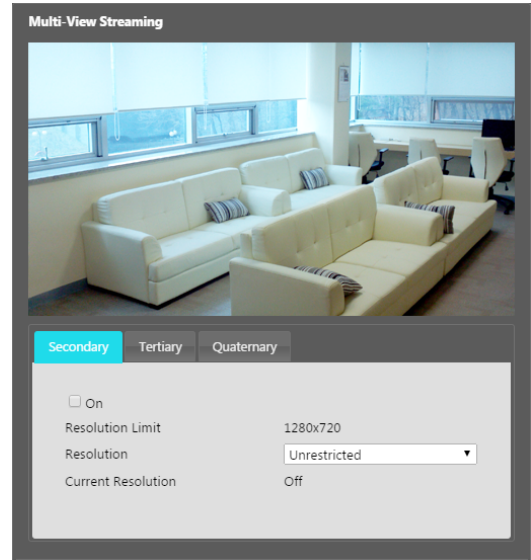 Multi-View Streaming
Secondary Tertiary Quaternary
On
Resolution Limit 1280x720
Resolution Unrestricted
Current Resolution Off